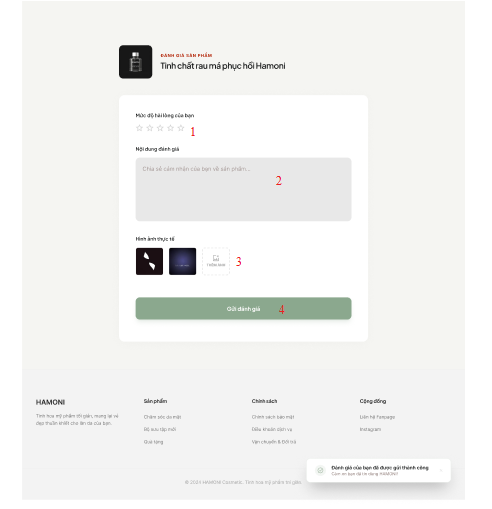 ĐÁNH GIÁ SẢN PHẨM
Tinh chất rau má phục hồi Hamoni
Mức độ hài lòng của bạn
1
Nội dung đánh giá
Chia sẻ cảm nhận của bạn về sản phẩm...
2
Hình ảnh thực tế
THÊM ẢNH
3
Gửi đánh giá
4
HAMONI
Tinh hoa mỹ phẩm tối giản, mang lại vẻ
đẹp thuần khiết cho làn da của bạn.
Sản phẩm
Chăm sóc da mặt
Bộ sưu tập mới
Quà tặng
Chính sách
Chính sách bảo mật
Điều khoản dịch vụ
Vận chuyển & Đổi trả
Cộng đồng
Liên hệ Fanpage
Instagram
© 2024 HAMONI Cosmetic. Tinh hoa mỹ phẩm tối giản.
Đánh giá của bạn đã được gửi thành công
Cảm ơn bạn đã tin dùng HAMONI!